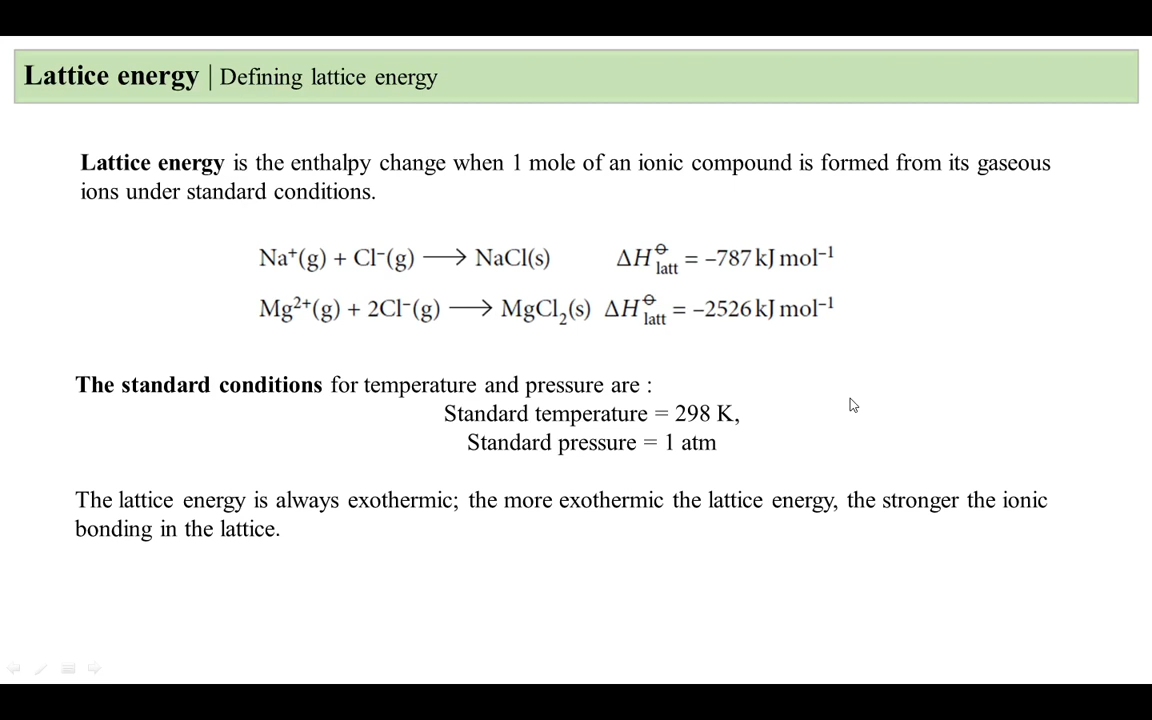 Lattice energy | Defining lattice energy
Lattice energy is the enthalpy change when 1 mole of an ionic compound is formed from its gaseous
ions under standard conditions.
Na⁺(g) + Cl⁻(g) ⟶ NaCl(s) ΔH⦵latt = –787 kJ mol⁻¹
Mg²⁺(g) + 2Cl⁻(g) ⟶ MgCl₂(s) ΔH⦵latt = –2526 kJ mol⁻¹
The standard conditions for temperature and pressure are :
Standard temperature = 298 K,
Standard pressure = 1 atm
The lattice energy is always exothermic; the more exothermic the lattice energy, the stronger the ionic
bonding in the lattice.